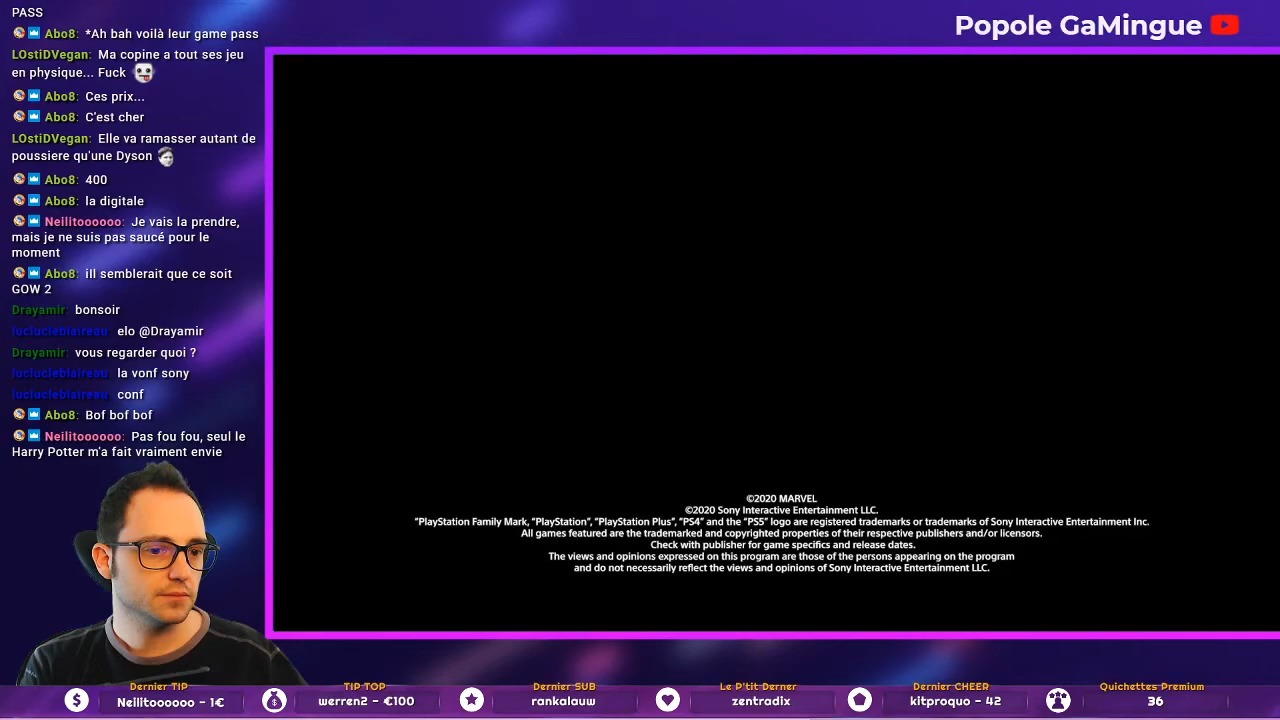 PASS
Abo8: *Ah bah voilà leur game pass
LOstiDVegan: Ma copine a tout ses jeu
en physique... Fuck
Abo8: Ces prix...
Abo8: C'est cher
LOstiDVegan: Elle va ramasser autant de
poussiere qu'une Dyson
Abo8: 400
Abo8: la digitale
Neilitoooooo: Je vais la prendre,
mais je ne suis pas saucé pour le
moment
Abo8: iIl semblerait que ce soit
GOW 2
Drayamir: bonsoir
luclucleblaireau: elo @Drayamir
Drayamir: vous regarder quoi ?
luclucleblaireau: la vonf sony
luclucleblaireau: conf
Abo8: Bof bof bof
Neilitoooooo: Pas fou fou, seul le
Harry Potter m'a fait vraiment envie
Popole GaMingue
©2020 MARVEL
©2020 Sony Interactive Entertainment LLC.
"PlayStation Family Mark, "PlayStation", "PlayStation Plus", "PS4" and the "PS5" logo are registered trademarks or trademarks of Sony Interactive Entertainment Inc.
All games featured are the trademarked and copyrighted properties of their respective publishers and/or licensors.
Check with publisher for game specifics and release dates.
The views and opinions expressed on this program are those of the persons appearing on the program
and do not necessarily reflect the views and opinions of Sony Interactive Entertainment LLC.
Dernier TIP
Neilitoooooo - 1€
TIP TOP
werren2 - €100
Dernier SUB
rankalauw
Le P'tit Derner
zentradix
Dernier CHEER
kitproquo - 42
Quichettes Premium
36